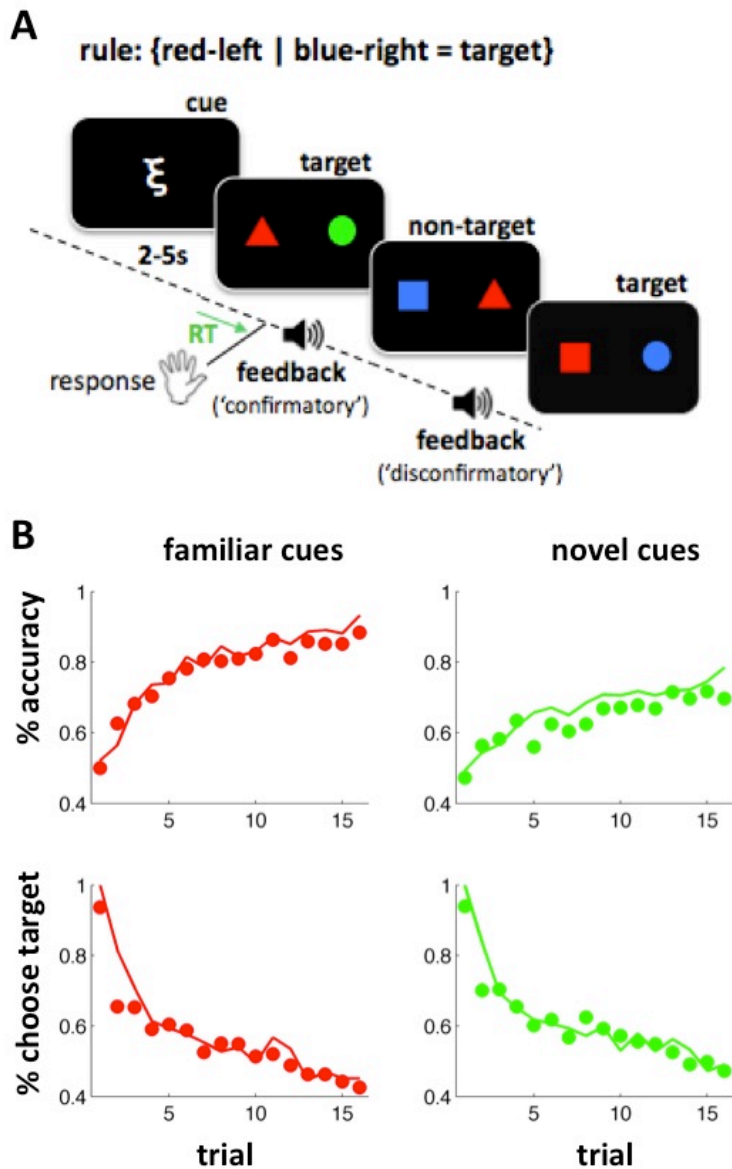 A
rule: {red-left | blue-right = target}
cue
ξ
target
non-target
target
2-5s
RT
response
feedback
('confirmatory')
feedback
('disconfirmatory')
B
familiar cues
novel cues
% accuracy
1
0.8
0.6
0.4
5
10
15
1
0.8
0.6
0.4
5
10
15
% choose target
1
0.8
0.6
0.4
5
10
15
trial
1
0.8
0.6
0.4
5
10
15
trial